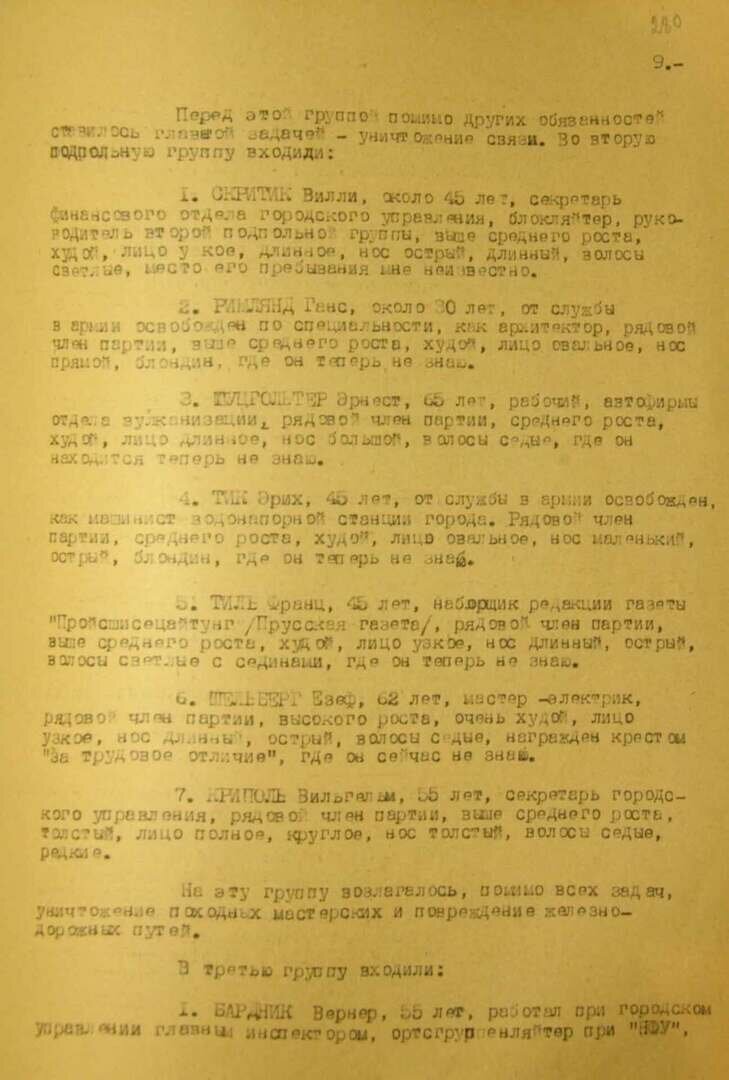 9.-
Перед этой группой помимо других обязанностей
ставилось главной задачей - уничтожение связи. Во вторую
подпольную группу входили:
1. СКРИТИК Вилли, около 45 лет, секретарь
финансового отдела городского управления, блокляйтер, руко-
водитель второй подпольной группы, выше среднего роста,
худой, лицо у кое, длинное, нос острый, длинный, волосы
светлые, место его пребывания мне неизвестно.
2. Ганс, около 30 лет, от службы
в армии освобожден по специальности, как архитектор, рядовой
член партии, выше среднего роста, худой, лицо овальное, нос
прямой, блондин, где он теперь не знаю.
3. Эрнест, 65 лет, рабочий, автофирмы
отдела вулканизации, рядовой член партии, среднего роста,
худой, лицо длинное, нос большой, волосы седые, где он
находится теперь не знаю.
4. ТИК Эрих, 45 лет, от службы в армии освобожден,
как машинист водонапорной станции города. Рядовой член
партии, среднего роста, худой, лицо овальное, нос маленький,
острый, блондин, где он теперь не знаю.
5. ТИЛЬ Франц, 45 лет, наборщик редакции газеты
"Пройсишецайтунг /Прусская газета/, рядовой член партии,
выше среднего роста, худой, лицо узкое, нос длинный, острый,
волосы светлые с сединами, где он теперь не знаю.
6. Езеф, 62 лет, мастер -электрик,
рядовой член партии, высокого роста, очень худой, лицо
узкое, нос длинный, острый, волосы седые, награжден крестом
"За трудовое отличие", где он сейчас не знаю.
7. КРИПОЛЬ Вильгельм, 55 лет, секретарь городс-
кого управления, рядовой член партии, выше среднего роста,
толстый, лицо полное, круглое, нос толстый, волосы седые,
редкие.
На эту группу возлагалось, помимо всех задач,
уничтожение походных мастерских и повреждение железно-
дорожных путей.
В третью группу входили:
1. БАРДНИК Вернер, 55 лет, работал при городском
управлении главным инспектором, ортсгруппенляйтер при